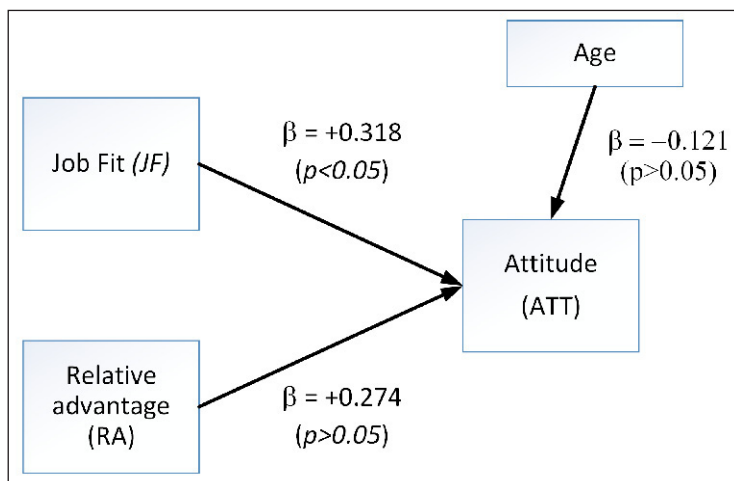 Age
β = +0.318
(p<0.05)
β = −0.121
(p>0.05)
Job Fit (JF)
Attitude
(ATT)
Relative
advantage
(RA)
β = +0.274
(p>0.05)